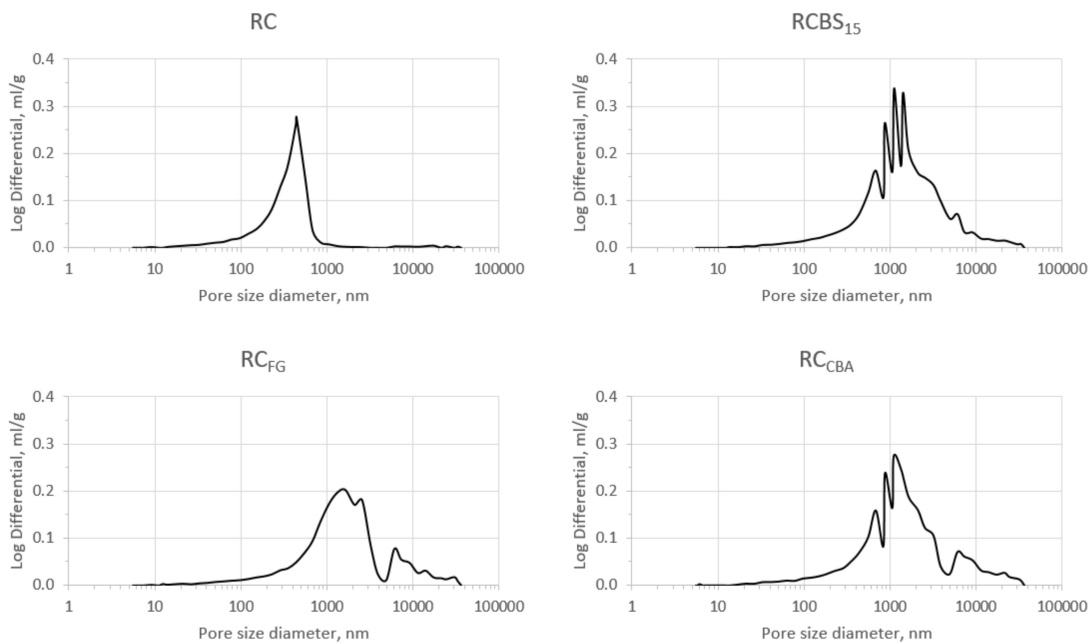 RC
Log Differential, ml/g
0.4
0.3
0.2
0.1
0.0
1 10 100 1000 10000 100000
Pore size diameter, nm
RCBS₁₅
Log Differential, ml/g
0.4
0.3
0.2
0.1
0.0
1 10 100 1000 10000 100000
Pore size diameter, nm
RC_FG
Log Differential, ml/g
0.4
0.3
0.2
0.1
0.0
1 10 100 1000 10000 100000
Pore size diameter, nm
RC_CBA
Log Differential, ml/g
0.4
0.3
0.2
0.1
0.0
1 10 100 1000 10000 100000
Pore size diameter, nm